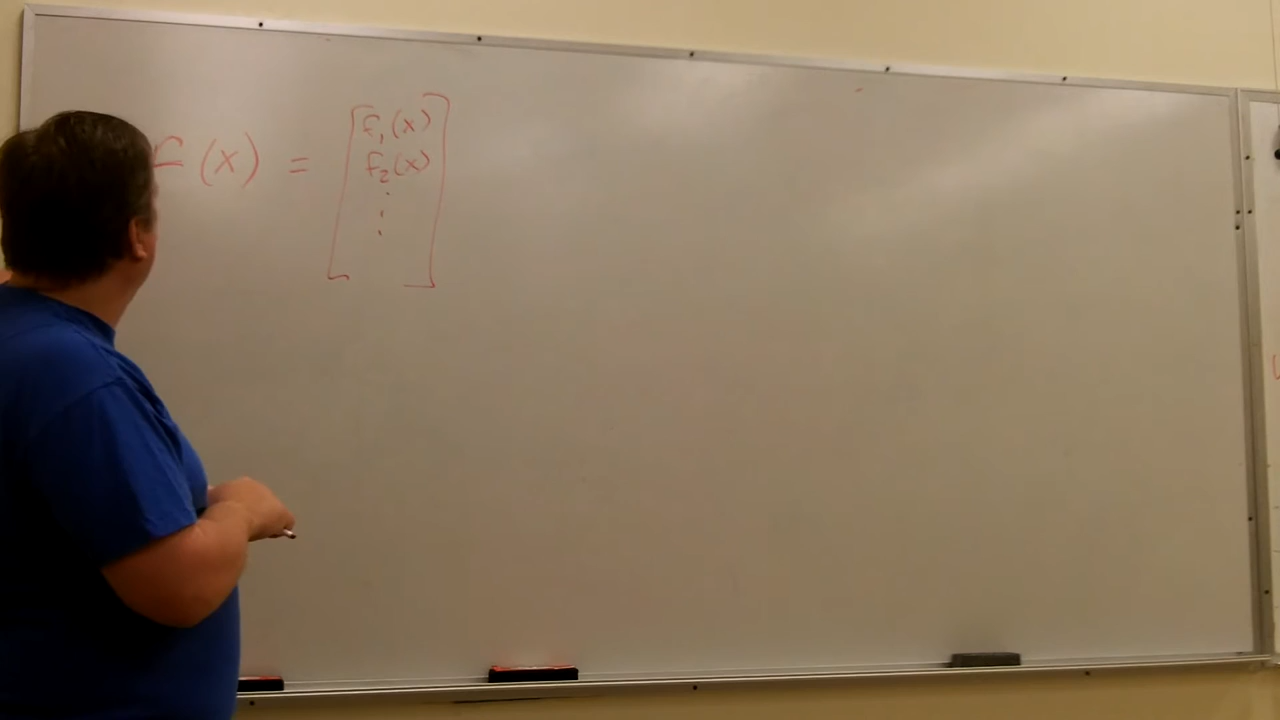 f(x) = [f₁(x)
f₂(x)
⋮]